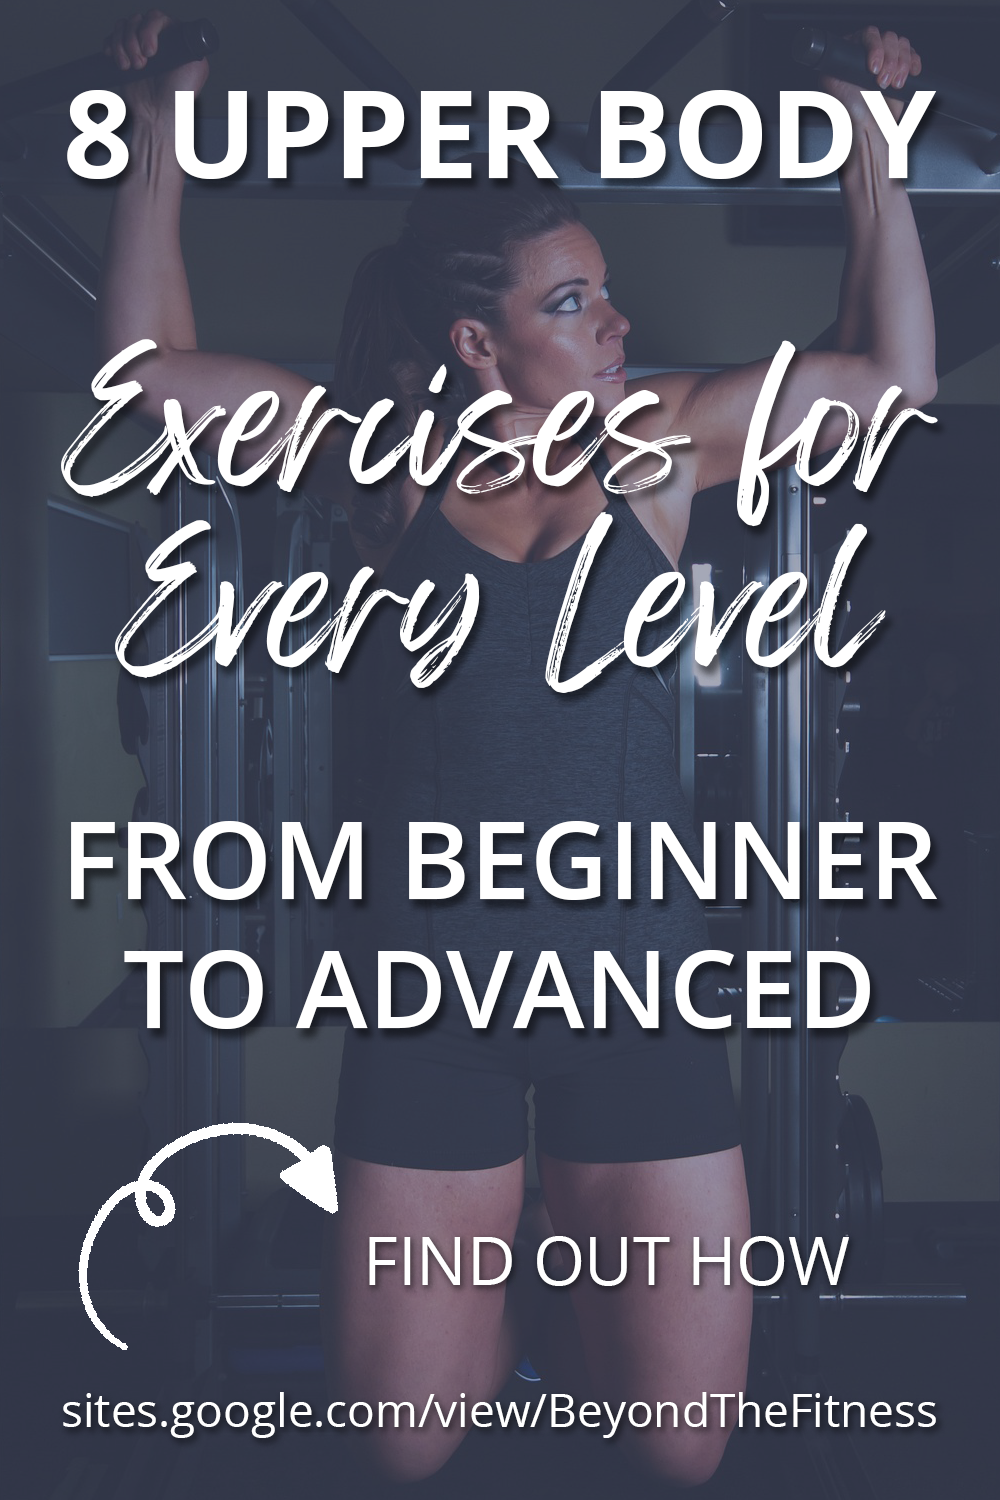 8 UPPER BODY
Exercises for
Every Level
FROM BEGINNER
TO ADVANCED
FIND OUT HOW
sites.google.com/view/BeyondTheFitness